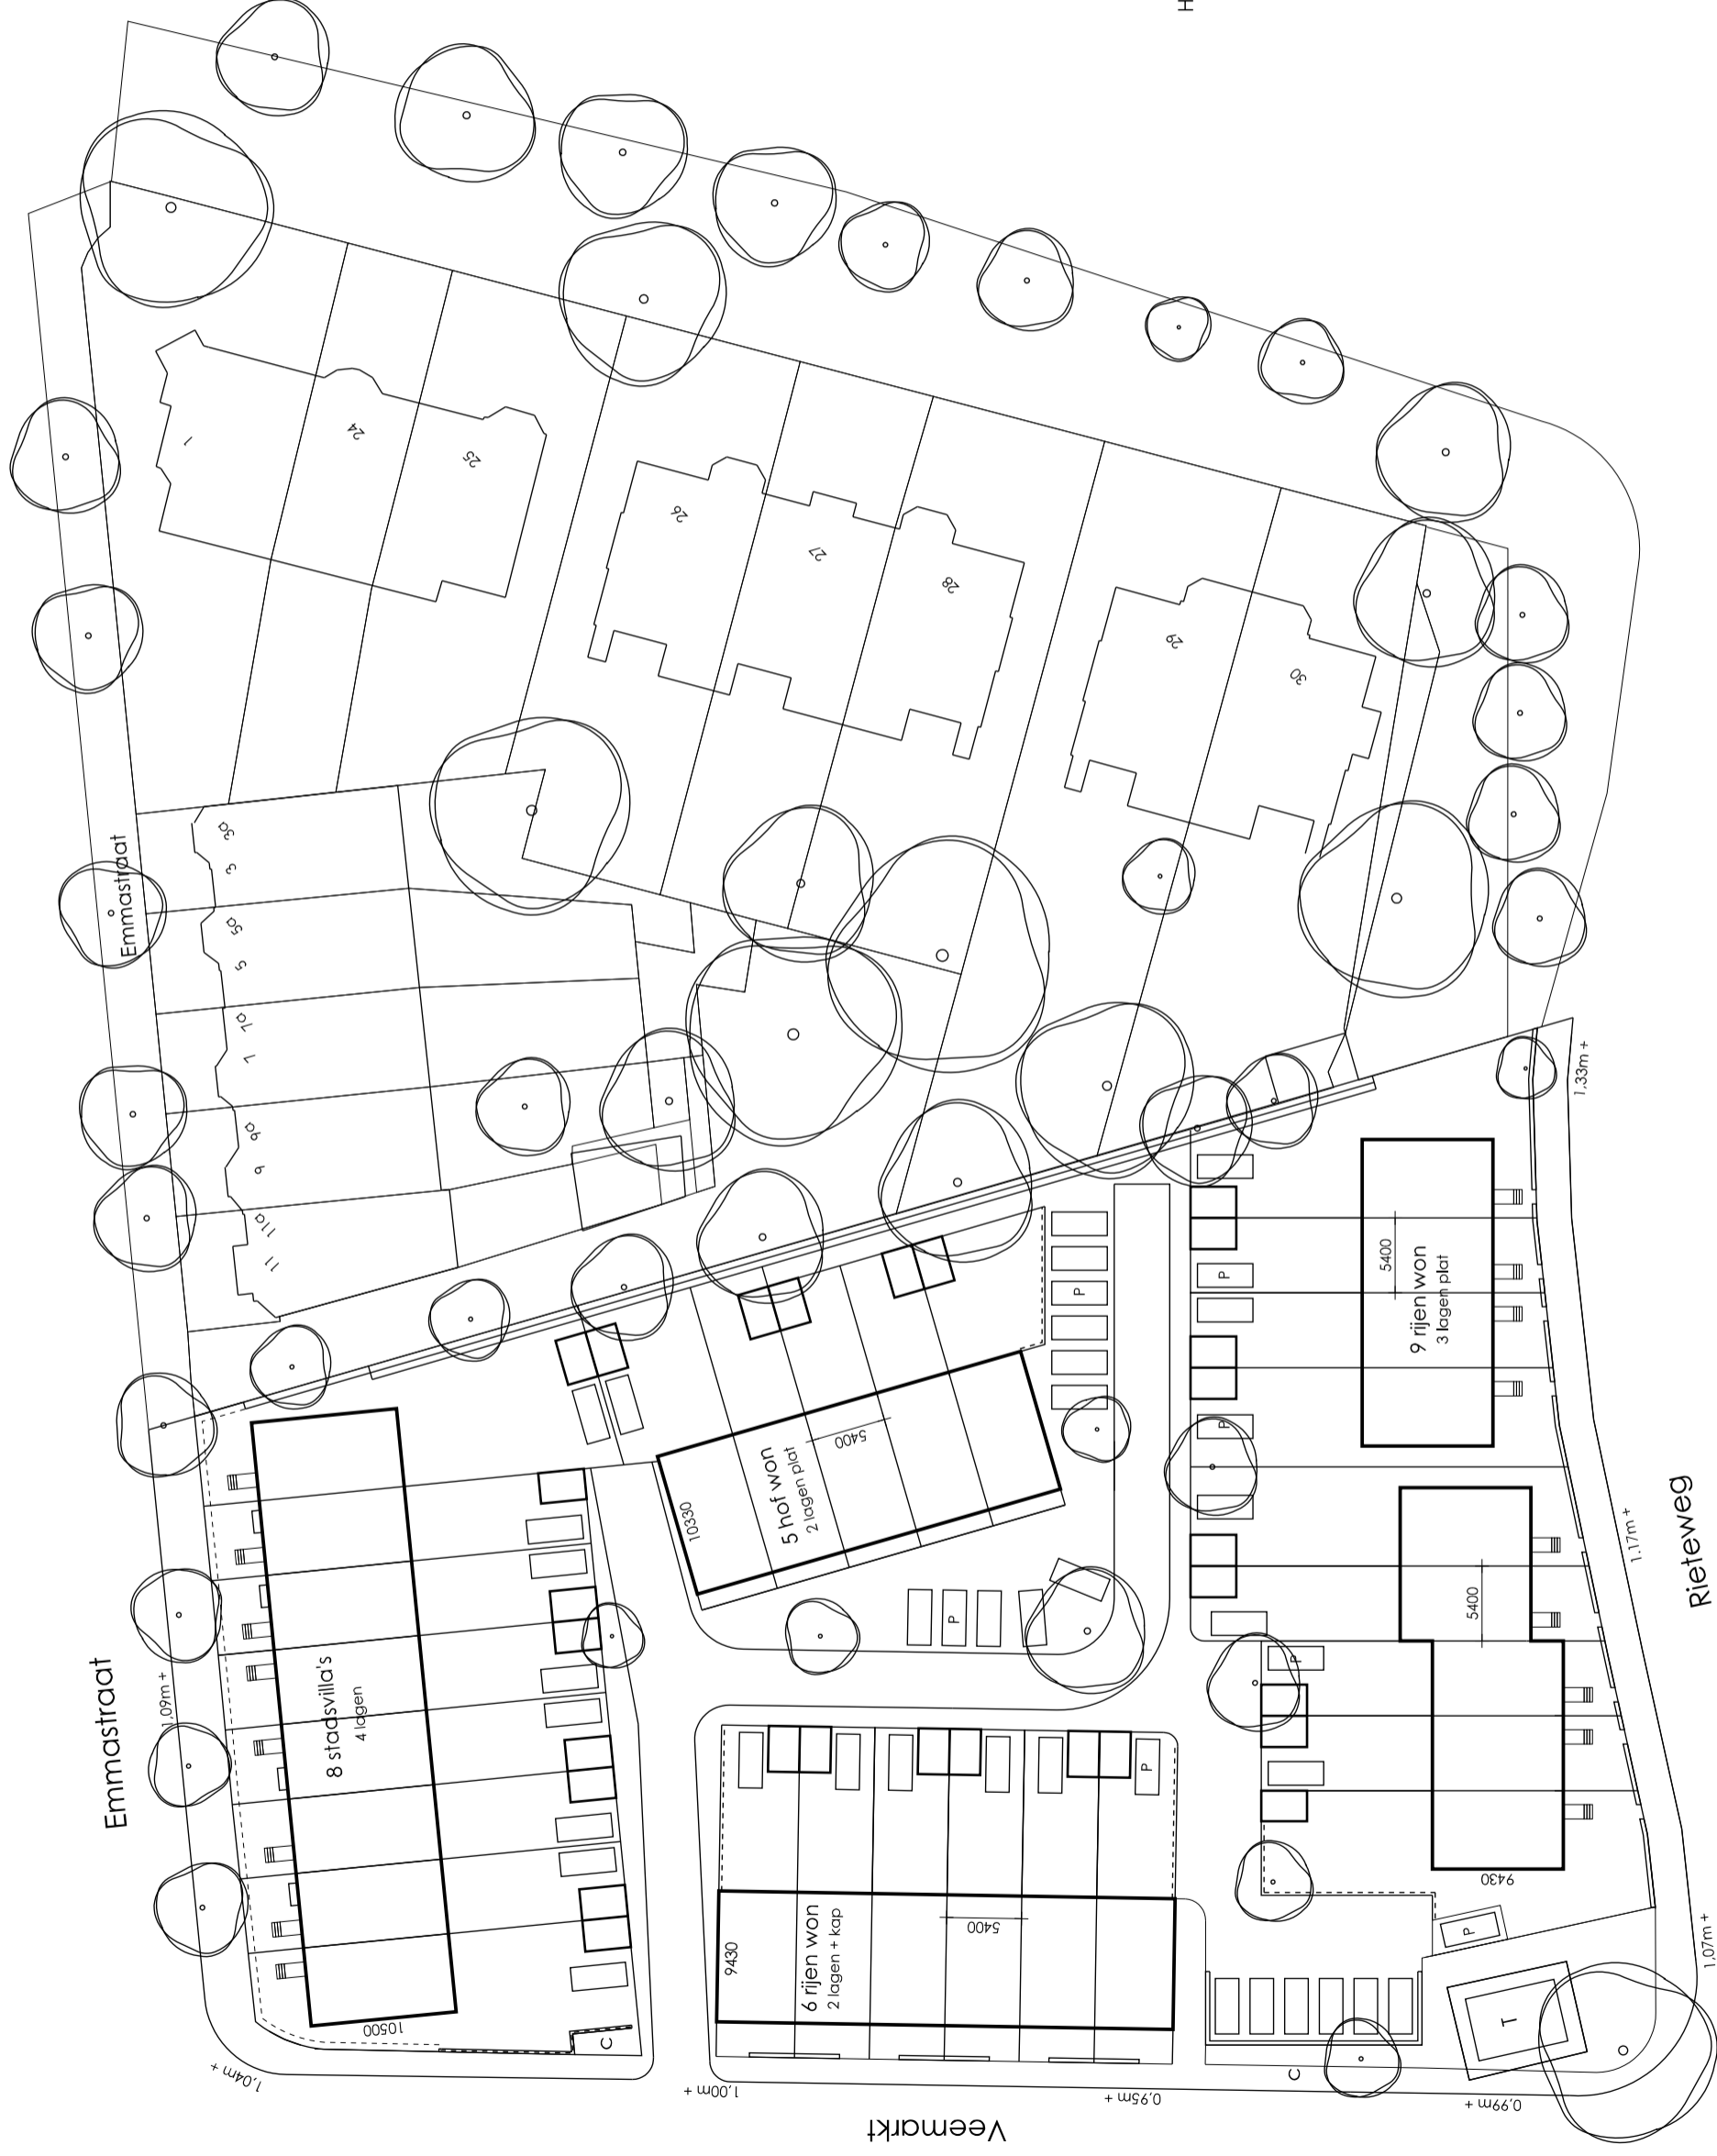 H
1
24
25
26
27
28
29
30
Emmastraat
3a
3
5a
5
7a
7
9a
9
11a
11
1.33m +
P
P
5400
9 rijen won
3 lagen plat
5 hof won
2 lagen plat
5400
10330
P
P
1.17m +
Rieteweg
5400
P
Emmastraat
1.09m +
8 stadsvilla's
4 lagen
P
9430
6 rijen won
2 lagen + kap
5400
9430
P
1,07m +
10500
C
T
C
1,04m +
1,00m +
0,95m +
0,99m +
Veemarkt